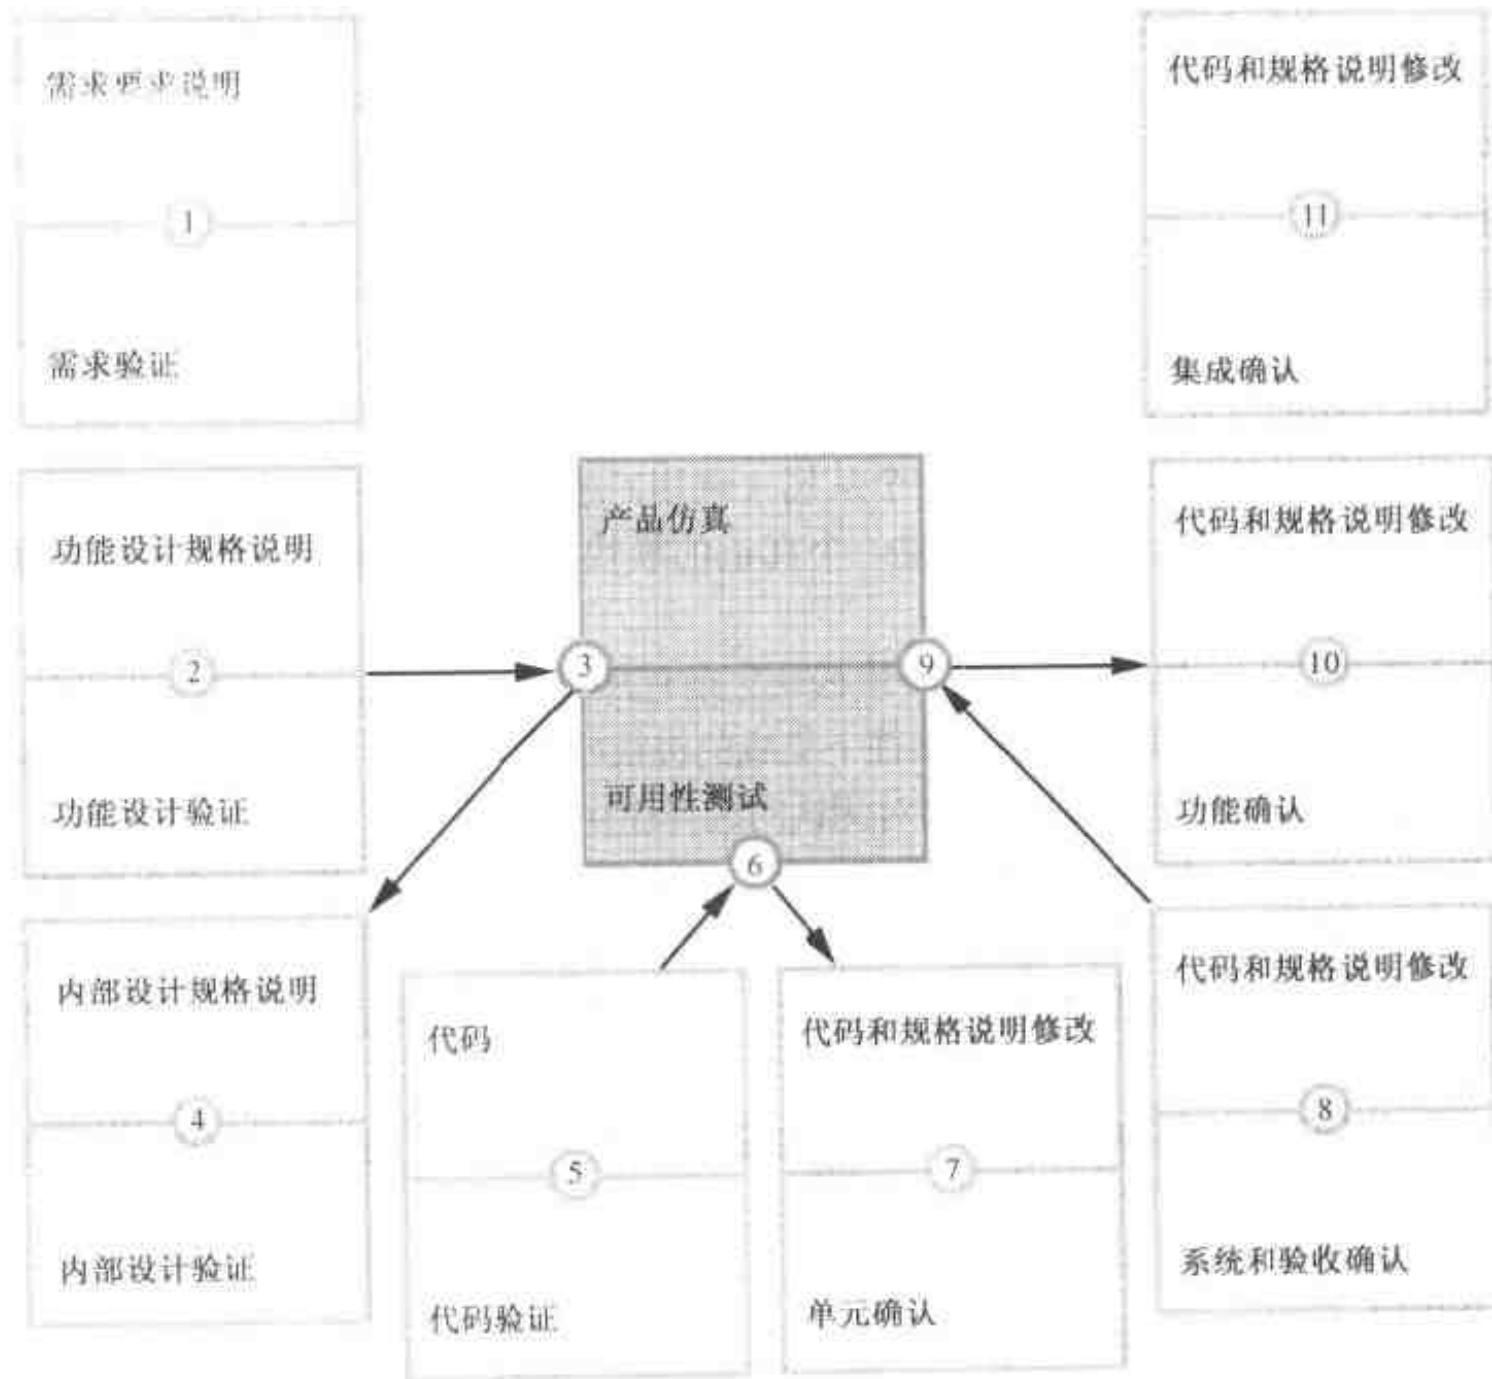 需求要求说明
1
需求验证
代码和规格说明修改
11
集成确认
功能设计规格说明
2
功能设计验证
产品仿真
3
9
可用性测试
6
代码和规格说明修改
10
功能确认
内部设计规格说明
4
内部设计验证
代码
5
代码验证
代码和规格说明修改
7
单元确认
代码和规格说明修改
8
系统和验收确认